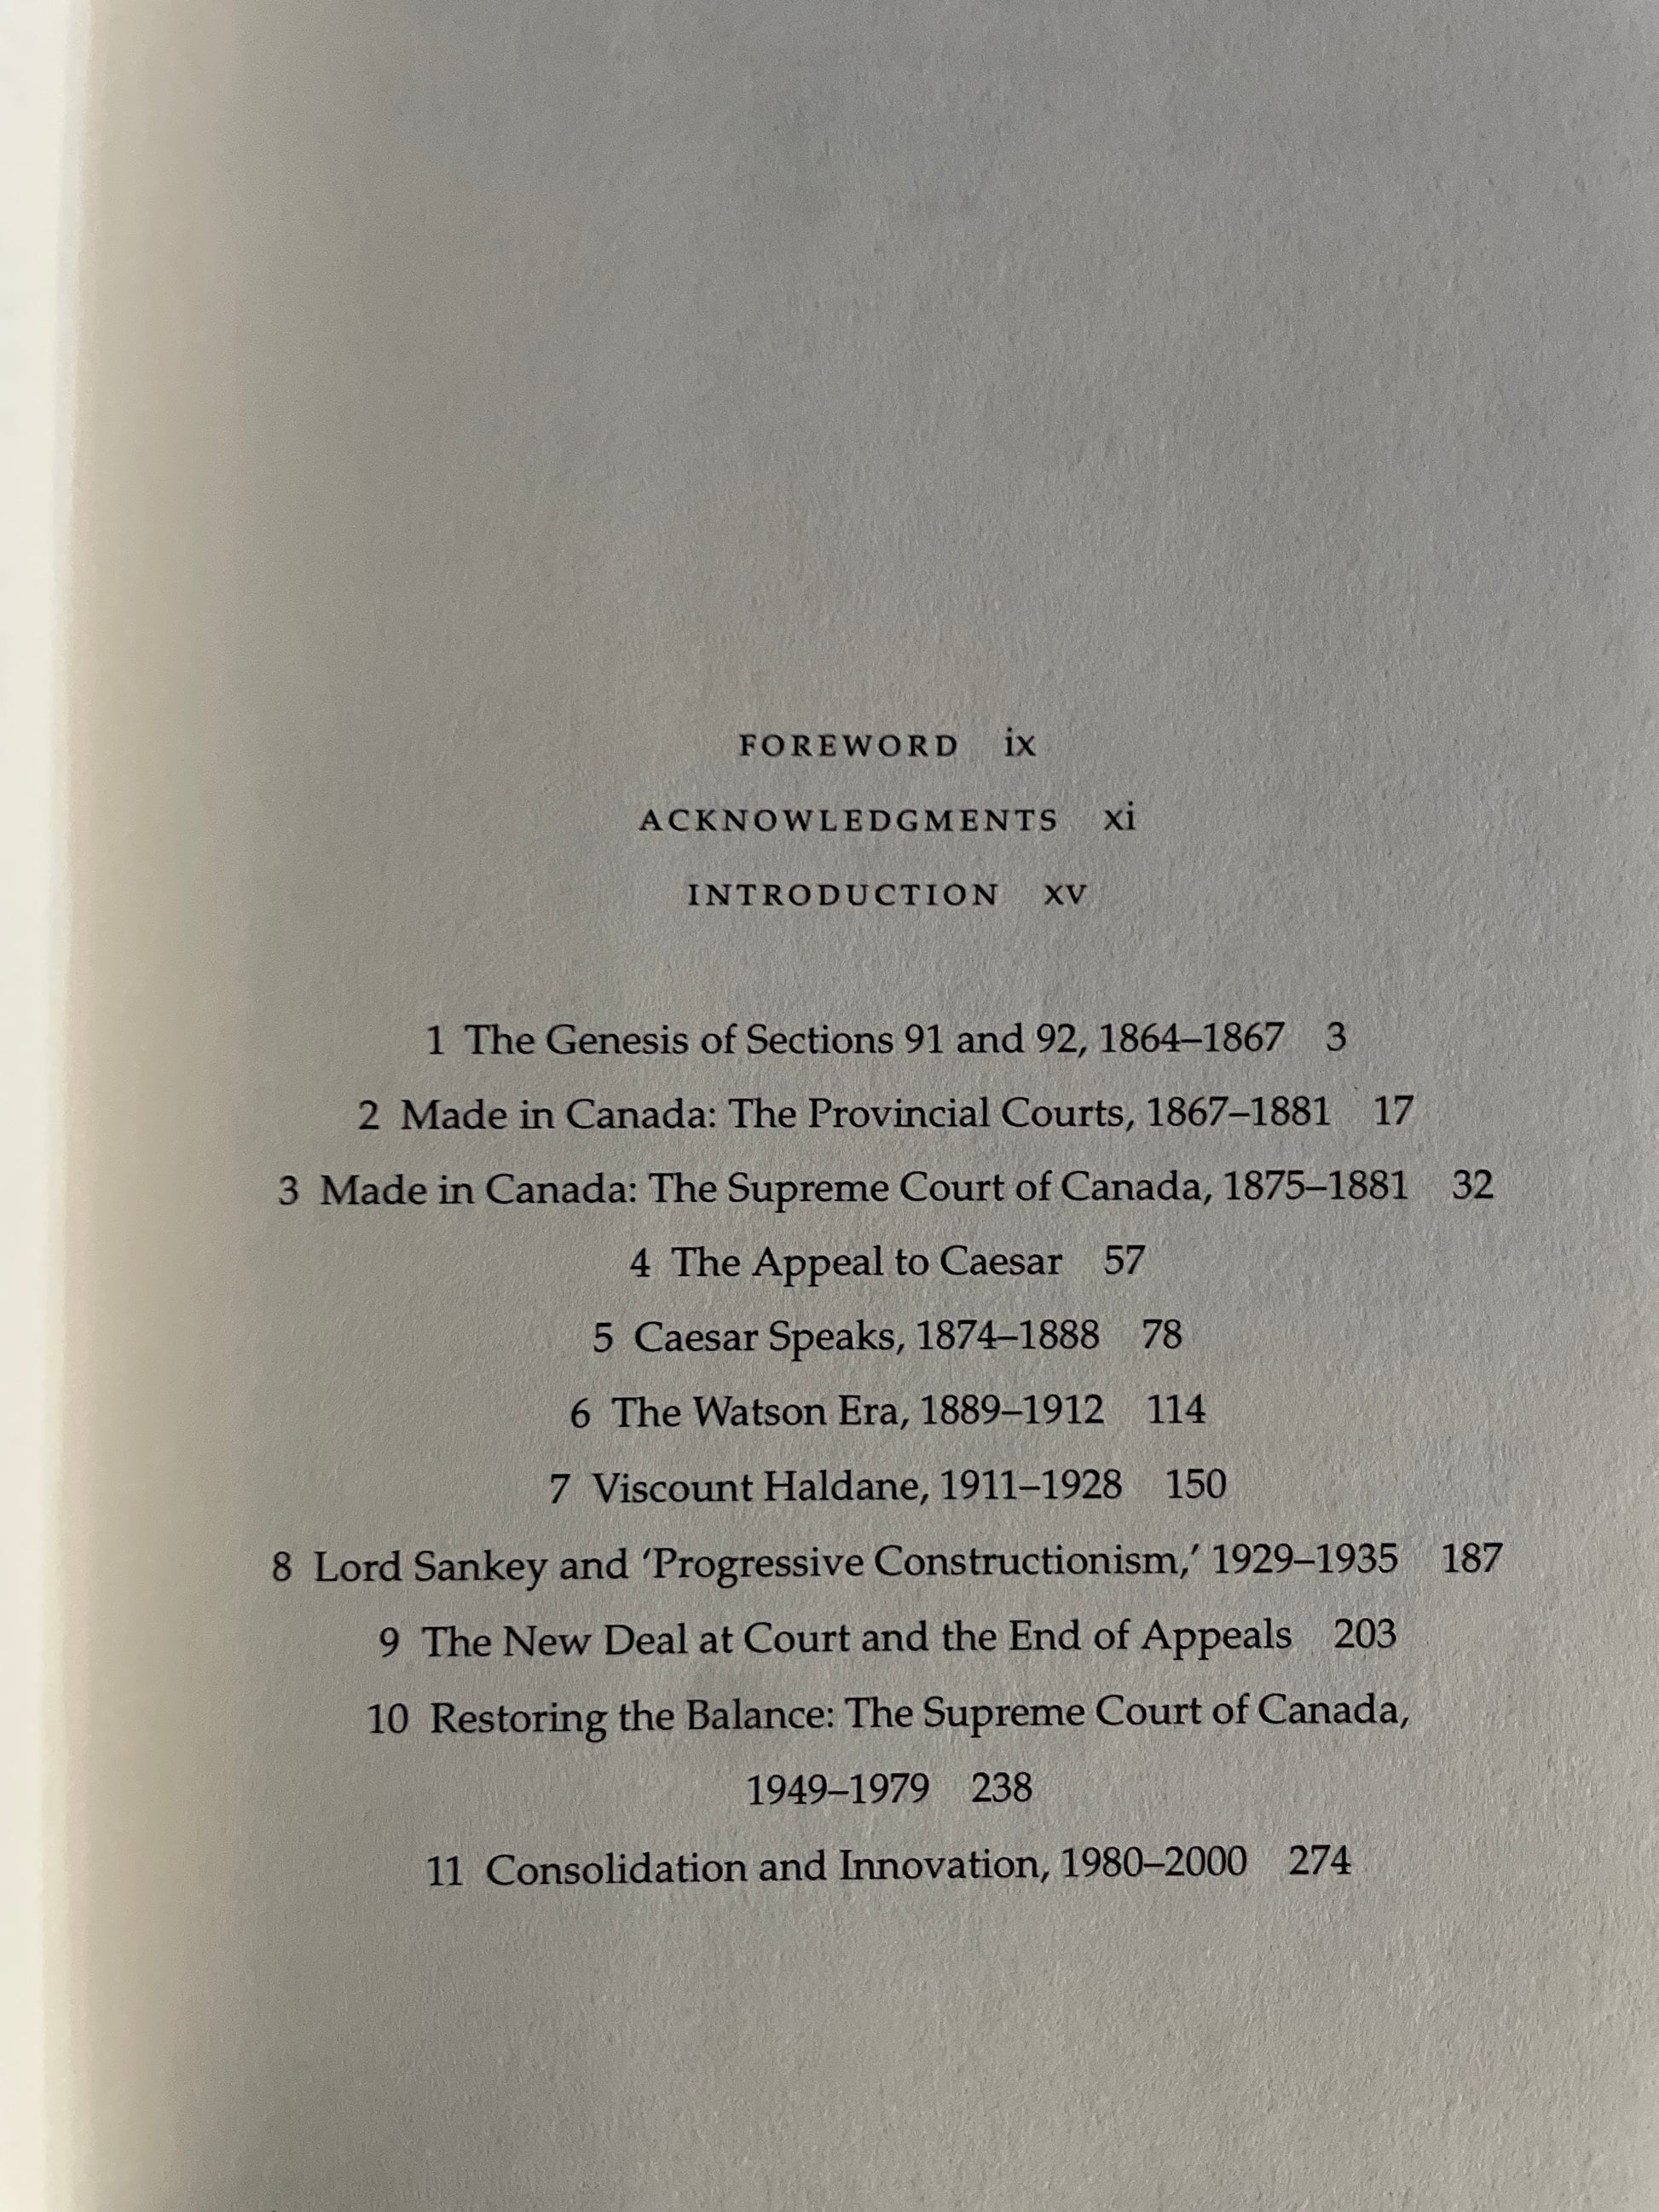 FOREWORD ix
ACKNOWLEDGMENTS xi
INTRODUCTION xv
1 The Genesis of Sections 91 and 92, 1864–1867 3
2 Made in Canada: The Provincial Courts, 1867–1881 17
3 Made in Canada: The Supreme Court of Canada, 1875–1881 32
4 The Appeal to Caesar 57
5 Caesar Speaks, 1874–1888 78
6 The Watson Era, 1889–1912 114
7 Viscount Haldane, 1911–1928 150
8 Lord Sankey and ‘Progressive Constructionism,’ 1929–1935 187
9 The New Deal at Court and the End of Appeals 203
10 Restoring the Balance: The Supreme Court of Canada,
1949–1979 238
11 Consolidation and Innovation, 1980–2000 274